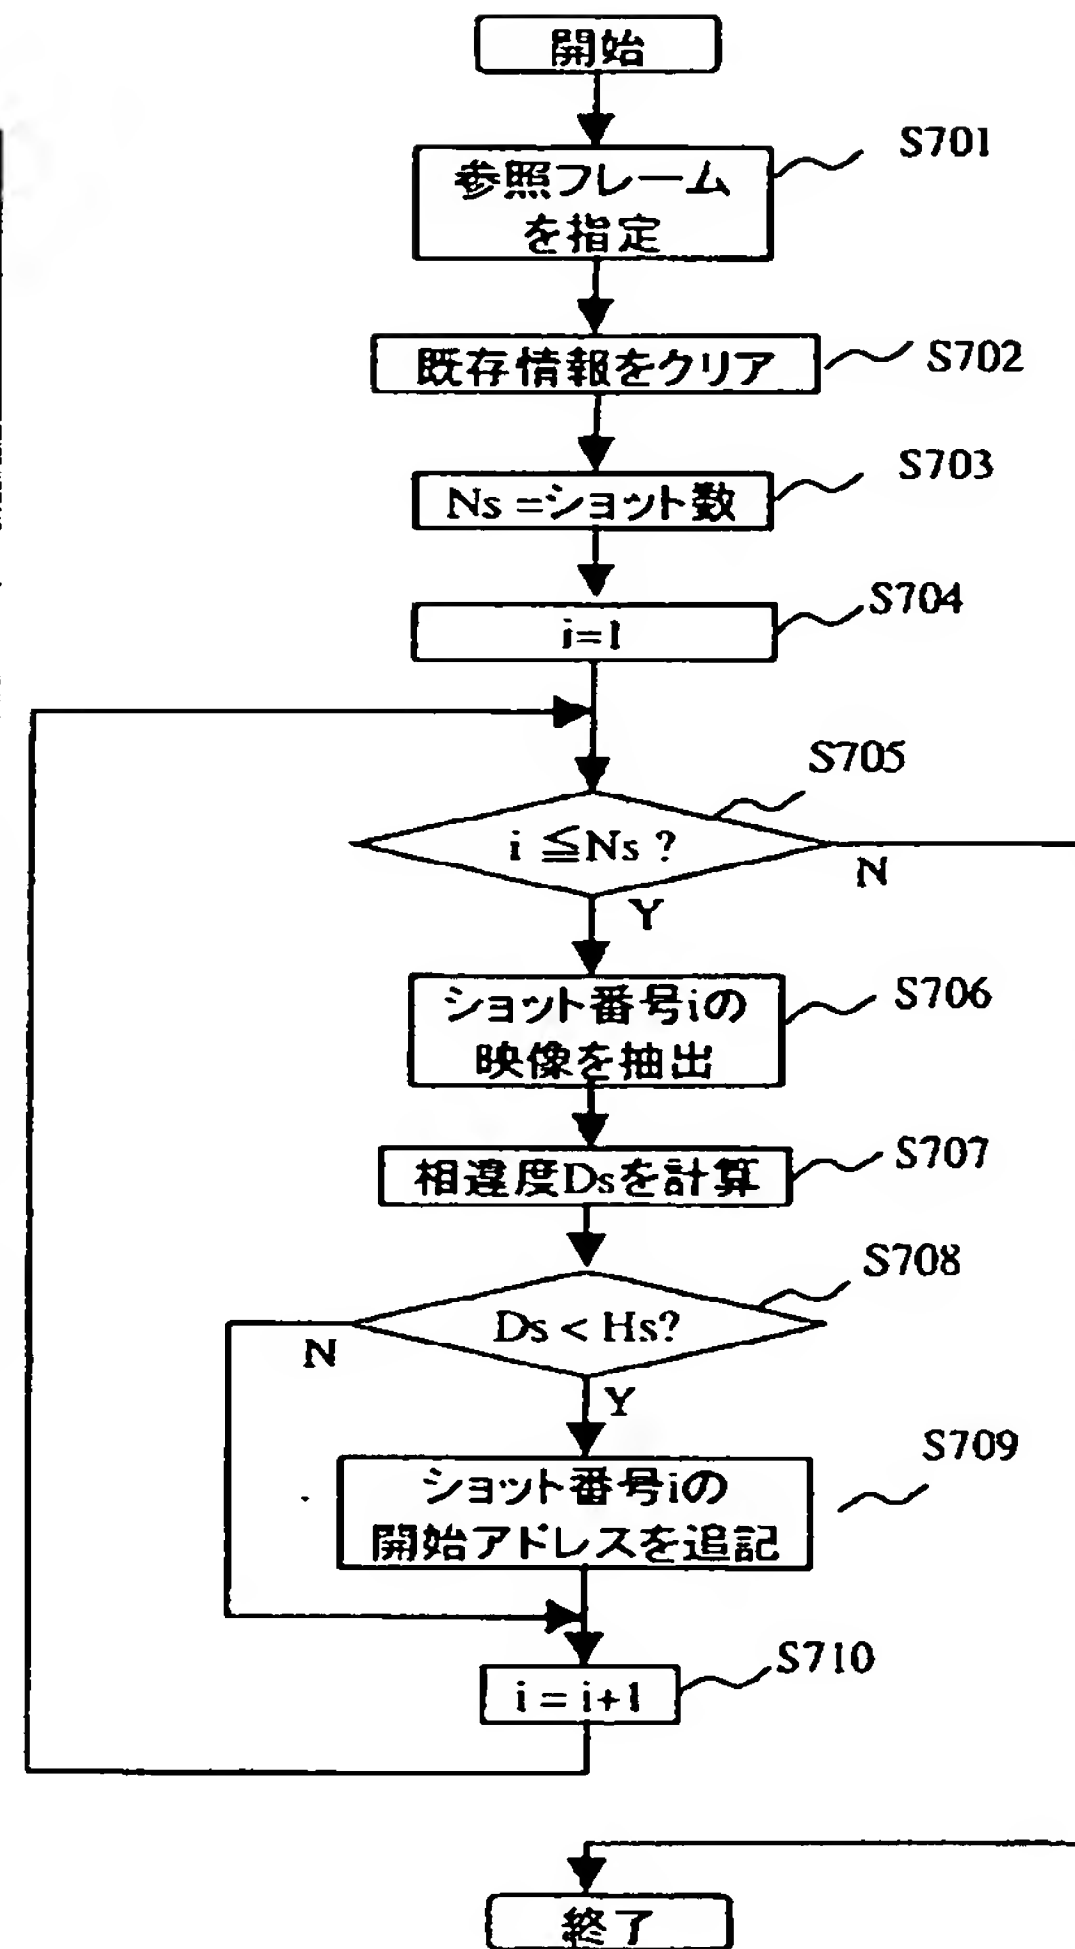 開始
S701
参照フレーム
を指定
S702
既存情報をクリア
S703
Ns =ショット数
S704
i=1
S705
i ≦Ns ?
N
Y
S706
ショット番号iの
映像を抽出
S707
相違度Dsを計算
S708
Ds < Hs?
N
Y
S709
ショット番号iの
開始アドレスを追記
S710
i = i+1
終了